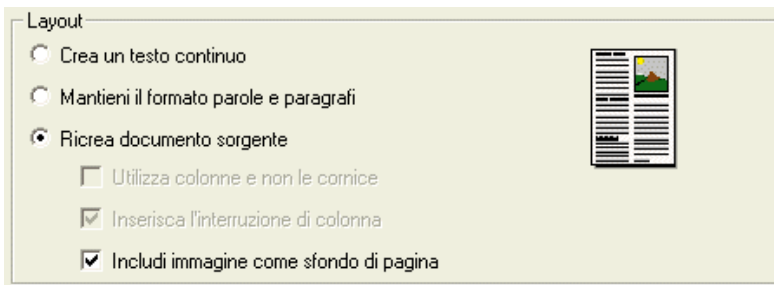 Layout
Crea un testo continuo
Mantieni il formato parole e paragrafi
Ricrea documento sorgente
Utilizza colonne e non le cornice
Inserisca l'interruzione di colonna
Includi immagine come sfondo di pagina